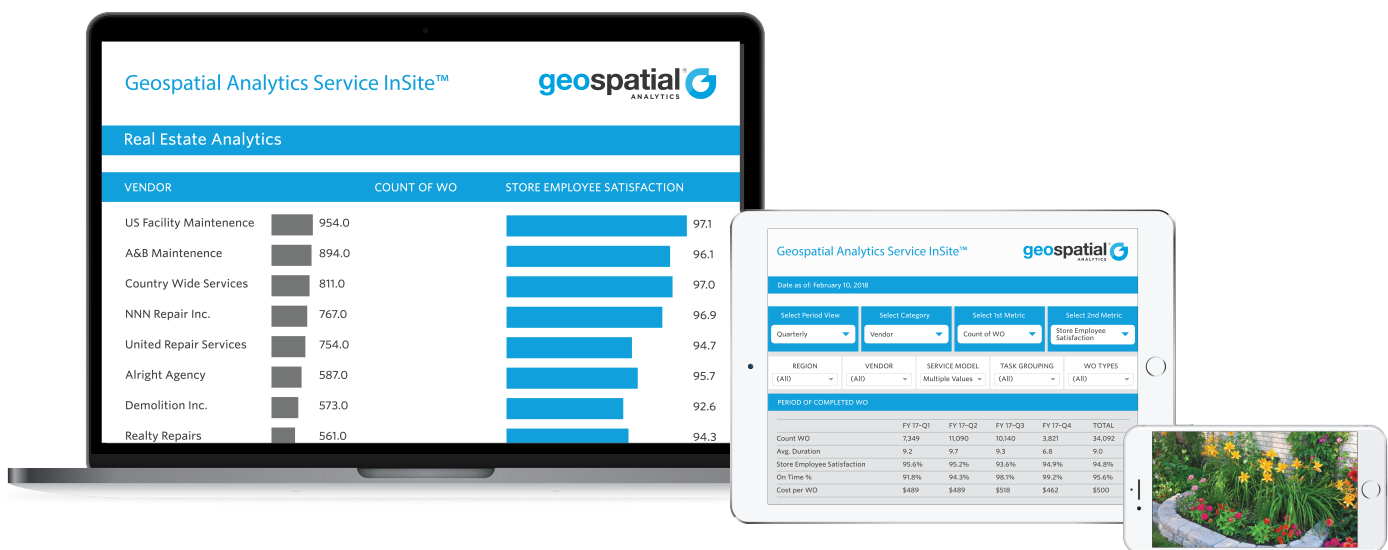 Geospatial Analytics Service InSite™
geospatial®
ANALYTICS
Real Estate Analytics
VENDOR COUNT OF WO STORE EMPLOYEE SATISFACTION
US Facility Maintenence 954.0 97.1
A&B Maintenence 894.0 96.1
Country Wide Services 811.0 97.0
NNN Repair Inc. 767.0 96.9
United Repair Services 754.0 94.7
Alright Agency 587.0 95.7
Demolition Inc. 573.0 92.6
Realty Repairs 561.0 94.3
Geospatial Analytics Service InSite™
geospatial®
ANALYTICS
Date as of: February 10, 2018
Select Period View Select Category Select 1st Metric Select 2nd Metric
Quarterly Vendor Count of WO Store Employee
Satisfaction
REGION VENDOR SERVICE MODEL TASK GROUPING WO TYPES
(All) (All) Multiple Values (All) (All)
PERIOD OF COMPLETED WO
FY 17-Q1 FY 17-Q2 FY 17-Q3 FY 17-Q4 TOTAL
Count WO 7,349 11,090 10,140 3,821 34,092
Avg. Duration 9.2 9.7 9.3 6.8 9.0
Store Employee Satisfaction 95.6% 95.2% 93.6% 94.9% 94.8%
On Time % 91.8% 94.3% 98.1% 99.2% 95.6%
Cost per WO $489 $489 $518 $462 $500